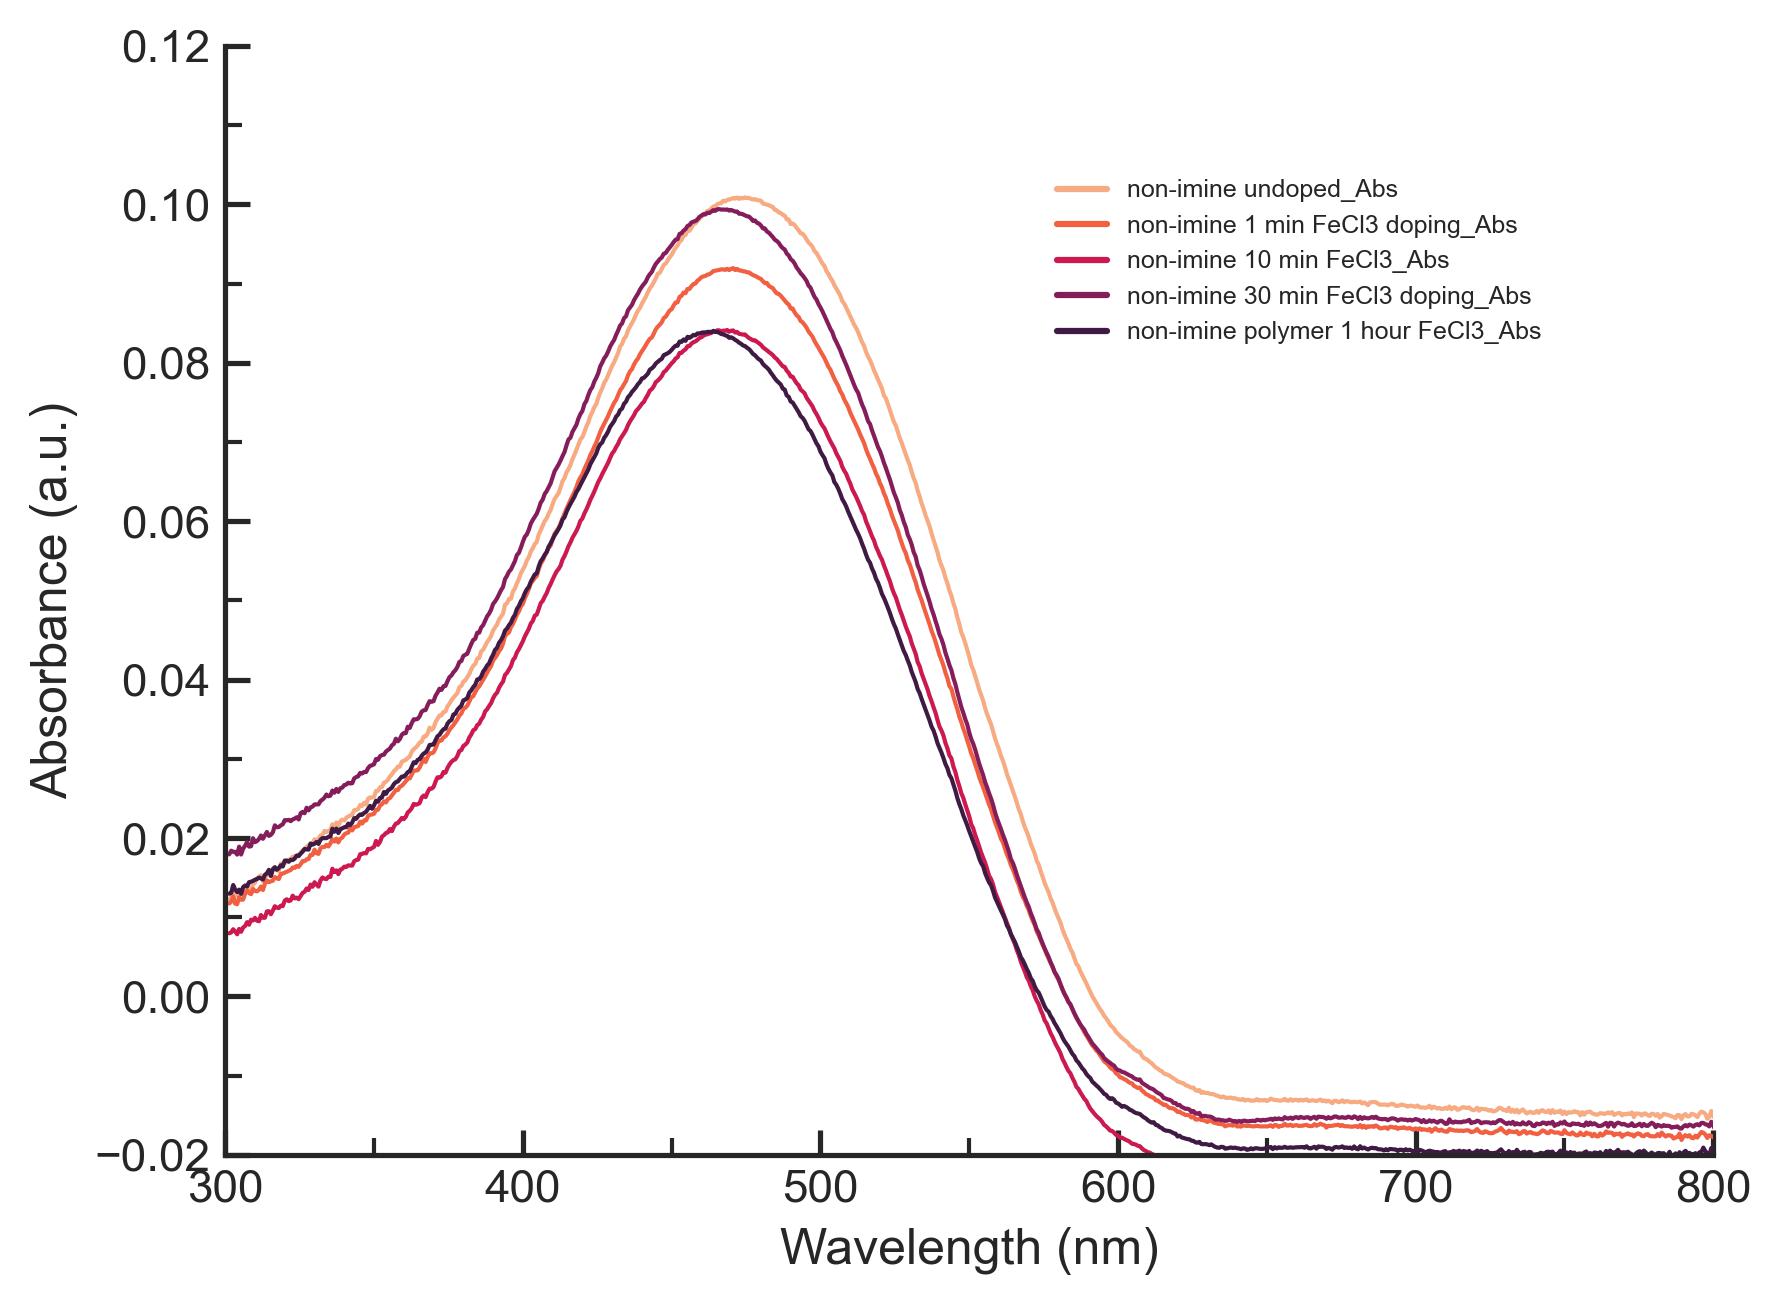 0.12
0.10
0.08
0.06
0.04
0.02
0.00
−0.02
Absorbance (a.u.)
non-imine undoped_Abs
non-imine 1 min FeCl3 doping_Abs
non-imine 10 min FeCl3_Abs
non-imine 30 min FeCl3 doping_Abs
non-imine polymer 1 hour FeCl3_Abs
300 400 500 600 700 800
Wavelength (nm)